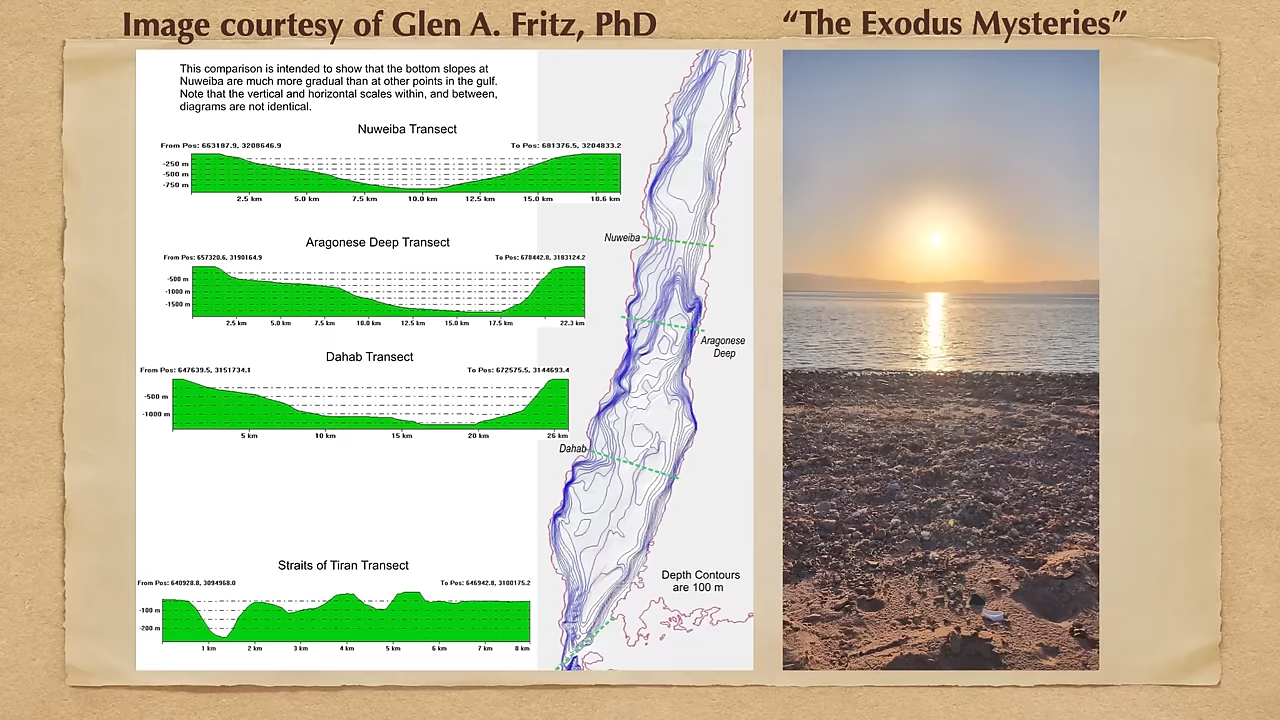 Image courtesy of Glen A. Fritz, PhD
“The Exodus Mysteries”
This comparison is intended to show that the bottom slopes at
Nuweiba are much more gradual than at other points in the gulf.
Note that the vertical and horizontal scales within, and between,
diagrams are not identical.
Nuweiba Transect
From Pos: 663187.9, 3208646.9
To Pos: 681376.5, 3204833.2
-250 m
-500 m
-750 m
2.5 km 5.0 km 7.5 km 10.0 km 12.5 km 15.0 km 18.6 km
Nuweiba
Aragonese Deep Transect
From Pos: 657320.6, 3190164.9
To Pos: 678442.8, 3183124.2
-500 m
-1000 m
-1500 m
2.5 km 5.0 km 7.5 km 10.0 km 12.5 km 15.0 km 17.5 km 22.3 km
Aragonese
Deep
Dahab Transect
From Pos: 647639.5, 3151734.1
To Pos: 672575.5, 3144693.4
-500 m
-1000 m
5 km 10 km 15 km 20 km 26 km
Dahab
Straits of Tiran Transect
From Pos: 640928.8, 3094968.0
To Pos: 646942.8, 3100175.2
-100 m
-200 m
1 km 2 km 3 km 4 km 5 km 6 km 7 km 8 km
Depth Contours
are 100 m